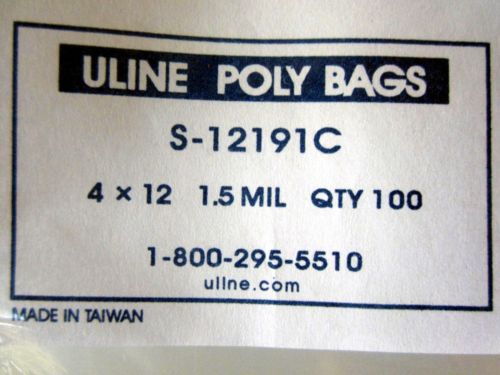 ULINE POLY BAGS
S-12191C
4 × 12 1.5 MIL QTY 100
1-800-295-5510
uline.com
MADE IN TAIWAN